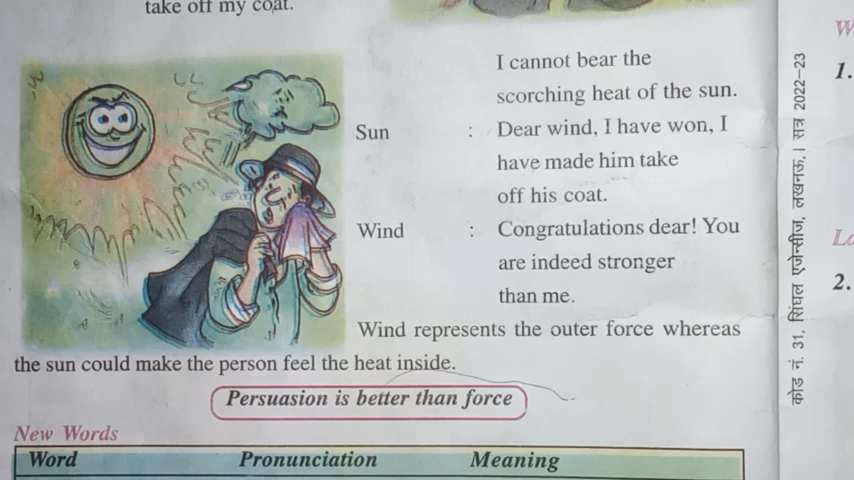 take off my coat.
I cannot bear the
scorching heat of the sun.
Sun : Dear wind, I have won, I
have made him take
off his coat.
Wind : Congratulations dear! You
are indeed stronger
than me.
Wind represents the outer force whereas
the sun could make the person feel the heat inside.
Persuasion is better than force
New Words
Word Pronunciation Meaning
कोड नं. 31, सिंघल एजेन्सीज, लखनऊ, । सत्र 2022–23
1.
2.